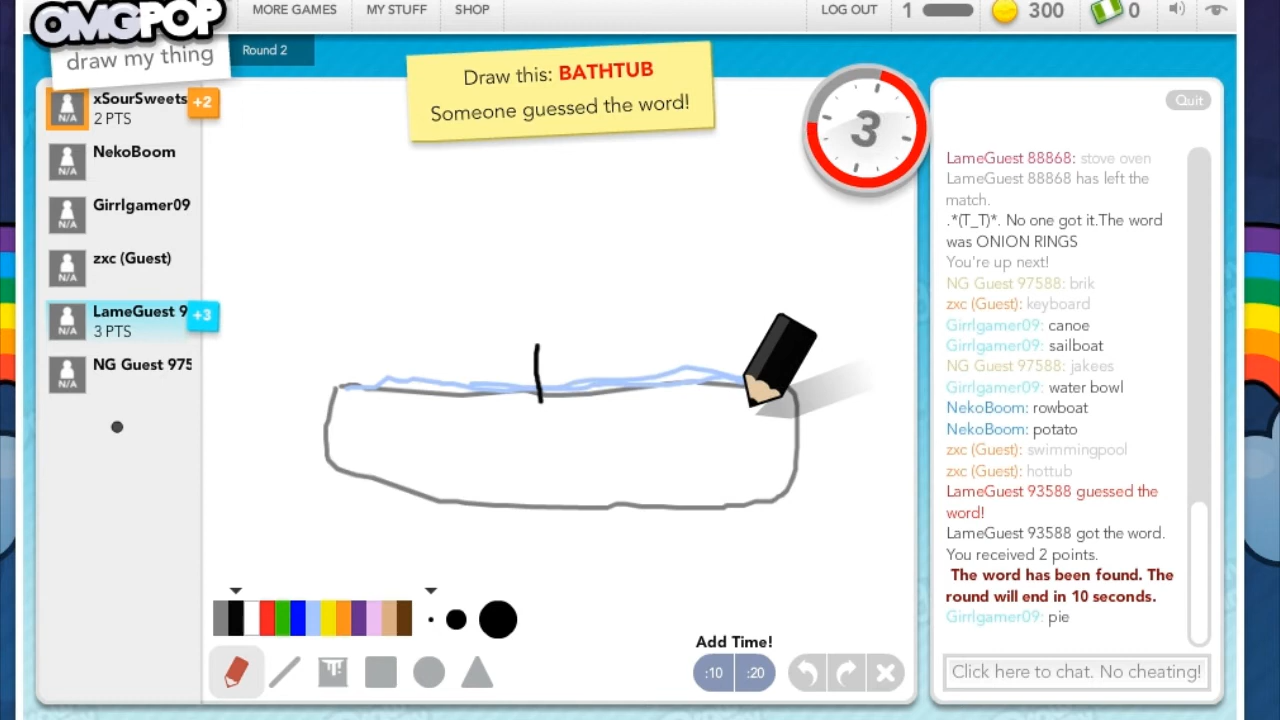 OMGPOP
draw my thing
MORE GAMES
MY STUFF
SHOP
LOG OUT
1
300
0
Round 2
Draw this: BATHTUB
Someone guessed the word!
3
xSourSweets
+2
2 PTS
N/A
NekoBoom
N/A
Girrlgamer09
N/A
zxc (Guest)
N/A
LameGuest 9
+3
3 PTS
N/A
NG Guest 975
N/A
Add Time!
:10
:20
Quit
LameGuest 88868: stove oven
LameGuest 88868 has left the
match.
.*(T_T)*. No one got it.The word
was ONION RINGS
You're up next!
NG Guest 97588: brik
zxc (Guest): keyboard
Girrlgamer09: canoe
Girrlgamer09: sailboat
NG Guest 97588: jakees
Girrlgamer09: water bowl
NekoBoom: rowboat
NekoBoom: potato
zxc (Guest): swimmingpool
zxc (Guest): hottub
LameGuest 93588 guessed the
word!
LameGuest 93588 got the word.
You received 2 points.
The word has been found. The
round will end in 10 seconds.
Girrlgamer09: pie
Click here to chat. No cheating!